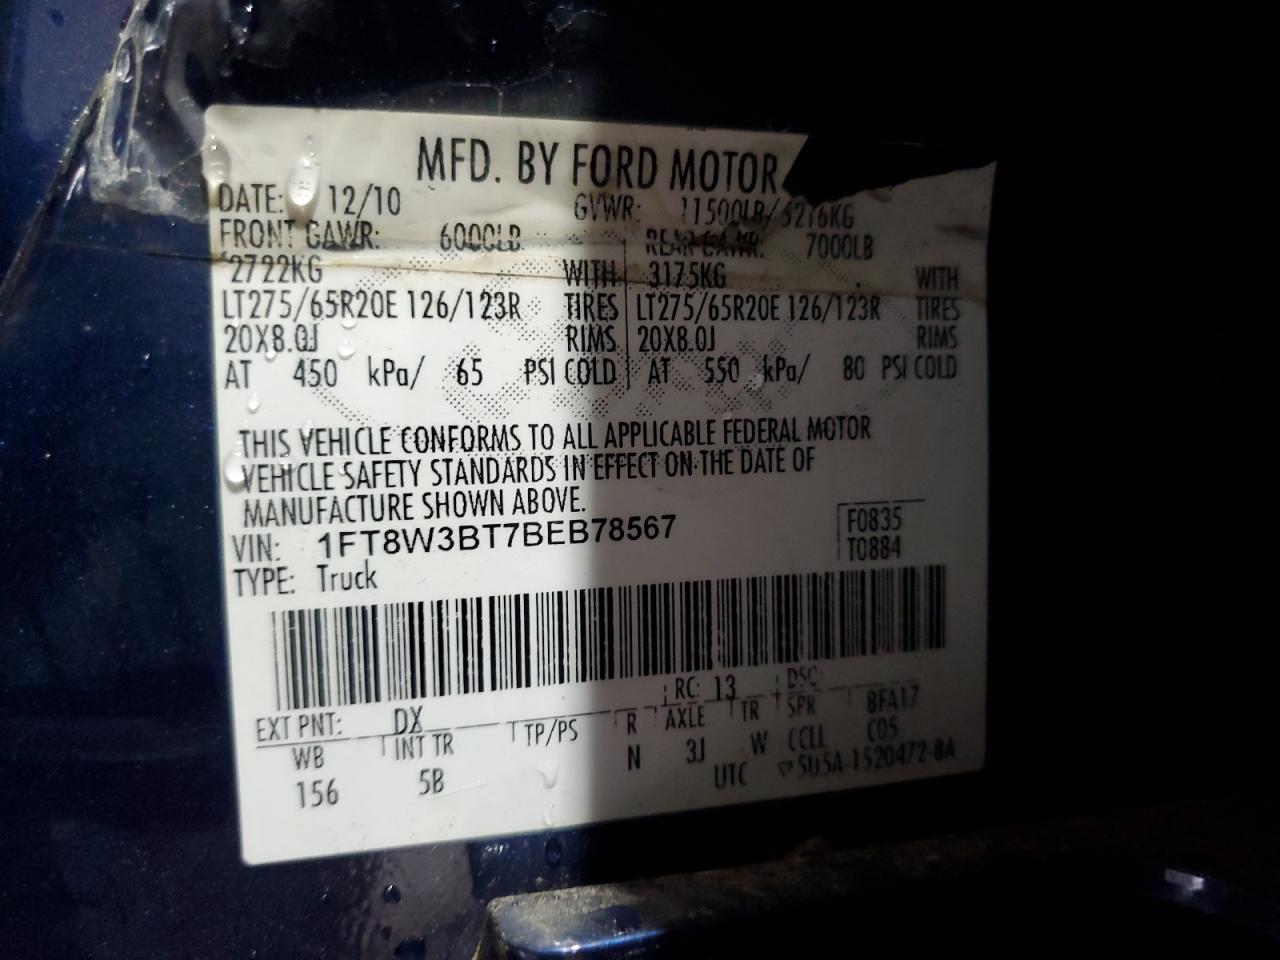 MFD. BY FORD MOTOR
DATE: 12/10 GVWR: 11500LB/5216KG
FRONT GAWR: 6000LB REAR GAWR: 7000LB
2722KG WITH 3175KG WITH
LT275/65R20E 126/123R TIRES LT275/65R20E 126/123R TIRES
20X8.0J RIMS 20X8.0J RIMS
AT 450 kPa/ 65 PSI COLD AT 550 kPa/ 80 PSI COLD
THIS VEHICLE CONFORMS TO ALL APPLICABLE FEDERAL MOTOR
VEHICLE SAFETY STANDARDS IN EFFECT ON THE DATE OF
MANUFACTURE SHOWN ABOVE.
VIN: 1FT8W3BT7BEB78567 F0835
TYPE: Truck T0884
EXT PNT: DX RC: 13 DSO:
WB INT TR TP/PS R AXLE TR SPR BFA17
156 5B N 3J W CCLL C05
UTC 5U5A-1520472-BA